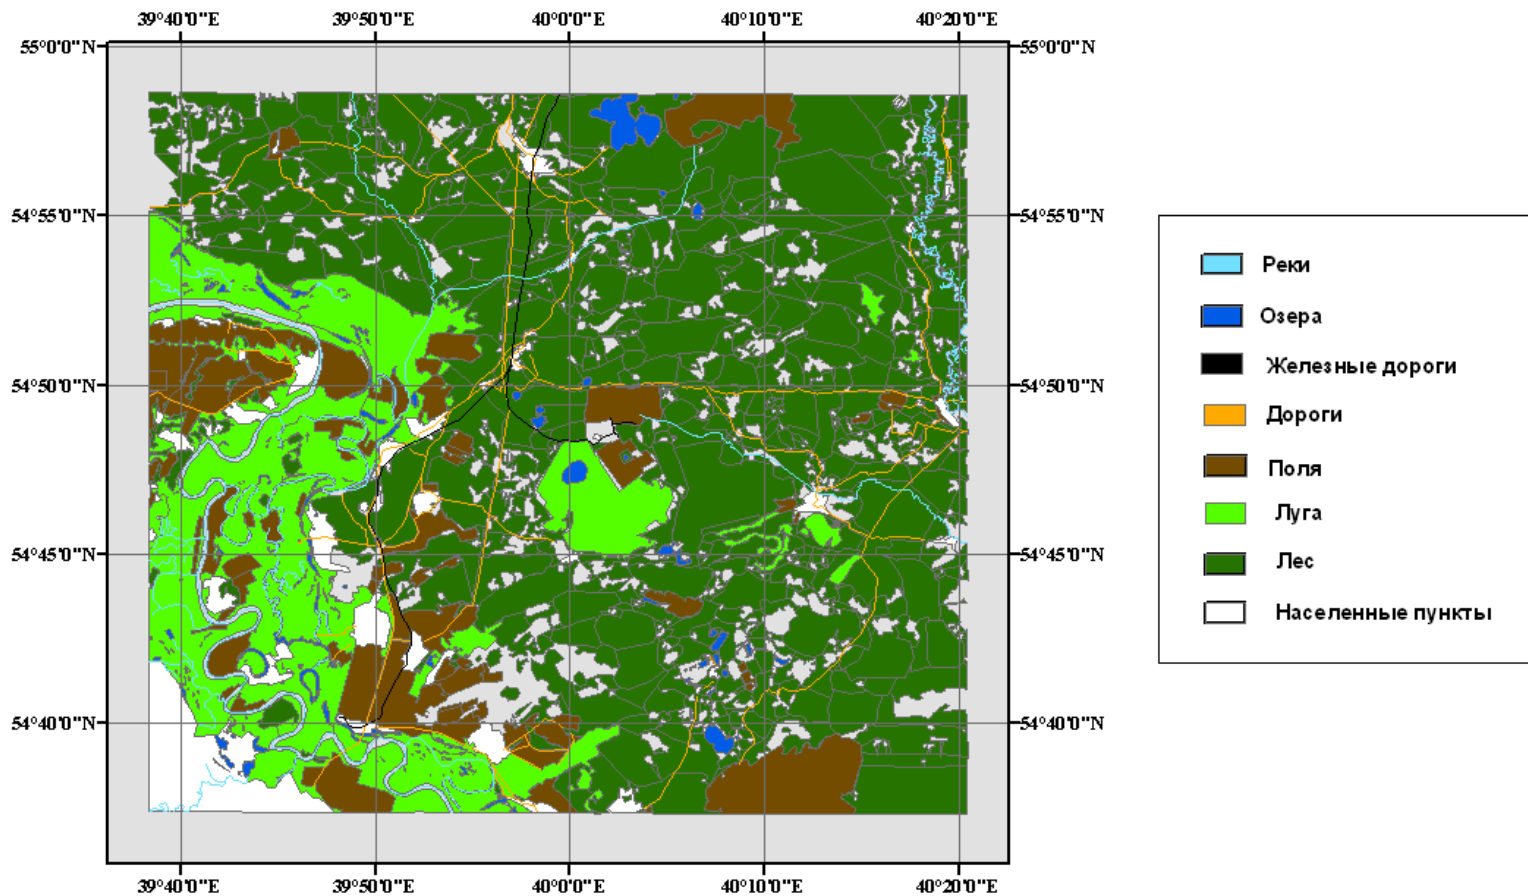 39°40'0"E 39°50'0"E 40°0'0"E 40°10'0"E 40°20'0"E
55°0'0"N 55°0'0"N
54°55'0"N 54°55'0"N
54°50'0"N 54°50'0"N
54°45'0"N 54°45'0"N
54°40'0"N 54°40'0"N
39°40'0"E 39°50'0"E 40°0'0"E 40°10'0"E 40°20'0"E
Реки
Озера
Железные дороги
Дороги
Поля
Луга
Лес
Населенные пункты